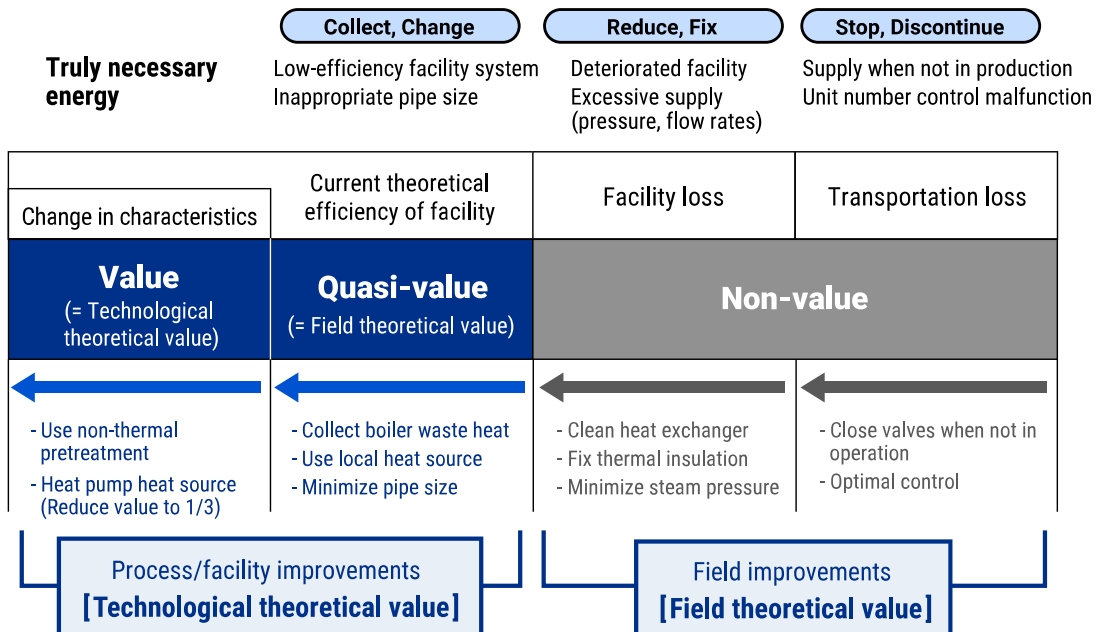 Truly necessary
energy
Collect, Change
Low-efficiency facility system
Inappropriate pipe size
Reduce, Fix
Deteriorated facility
Excessive supply
(pressure, flow rates)
Stop, Discontinue
Supply when not in production
Unit number control malfunction
Change in characteristics
Current theoretical
efficiency of facility
Facility loss
Transportation loss
Value
(= Technological
theoretical value)
Quasi-value
(= Field theoretical value)
Non-value
- Use non-thermal
pretreatment
- Heat pump heat source
(Reduce value to 1/3)
- Collect boiler waste heat
- Use local heat source
- Minimize pipe size
- Clean heat exchanger
- Fix thermal insulation
- Minimize steam pressure
- Close valves when not in
operation
- Optimal control
Process/facility improvements
[Technological theoretical value]
Field improvements
[Field theoretical value]